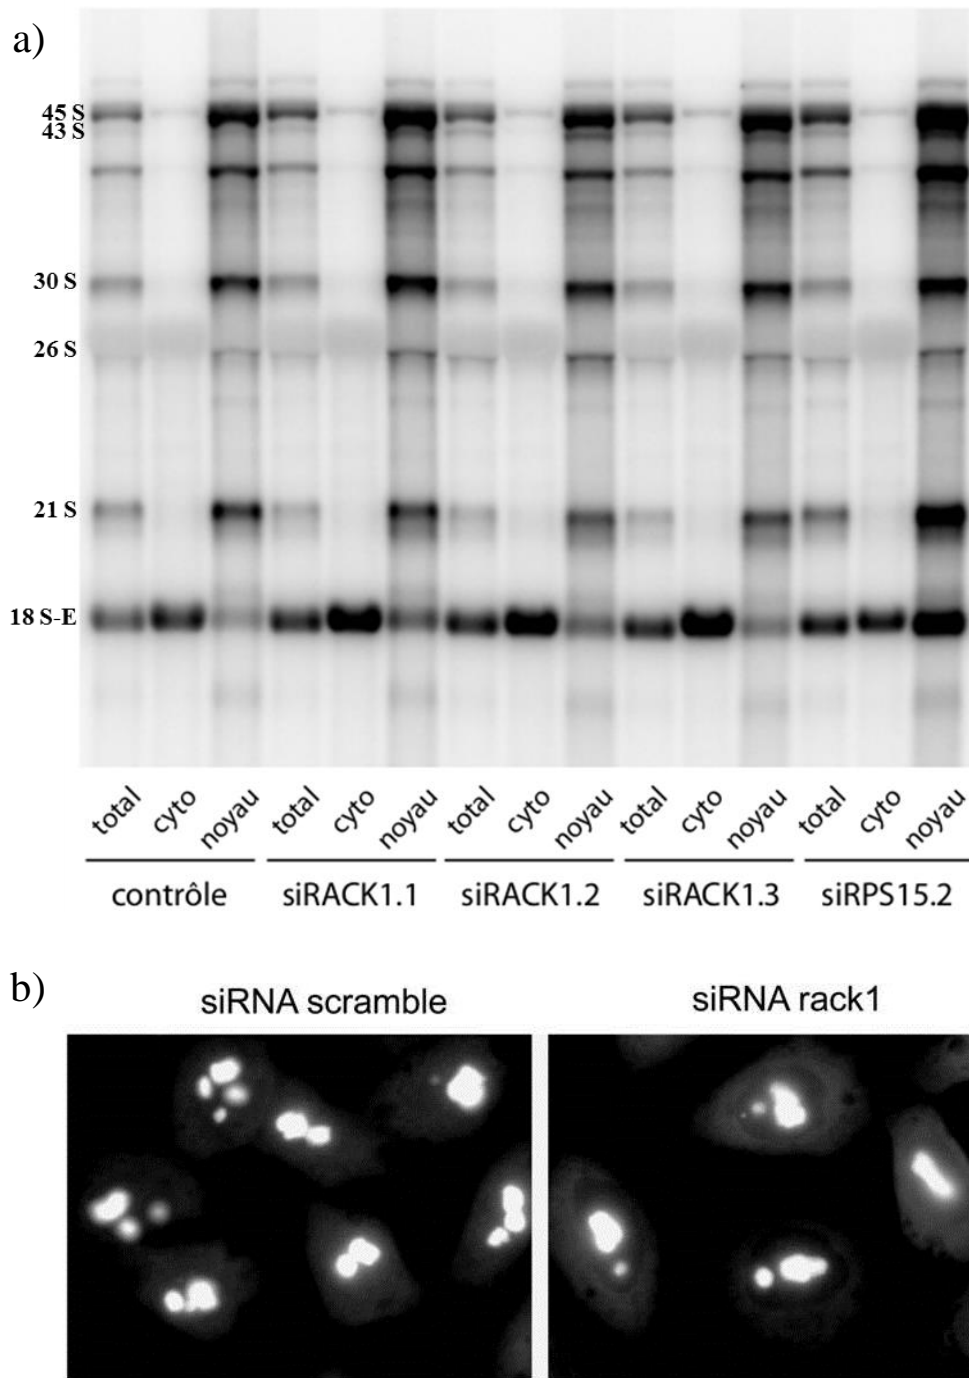 a)
45 S
43 S
30 S
26 S
21 S
18 S-E
total cyto noyau total cyto noyau total cyto noyau total cyto noyau total cyto noyau
contrôle siRACK1.1 siRACK1.2 siRACK1.3 siRPS15.2
b)
siRNA scramble siRNA rack1